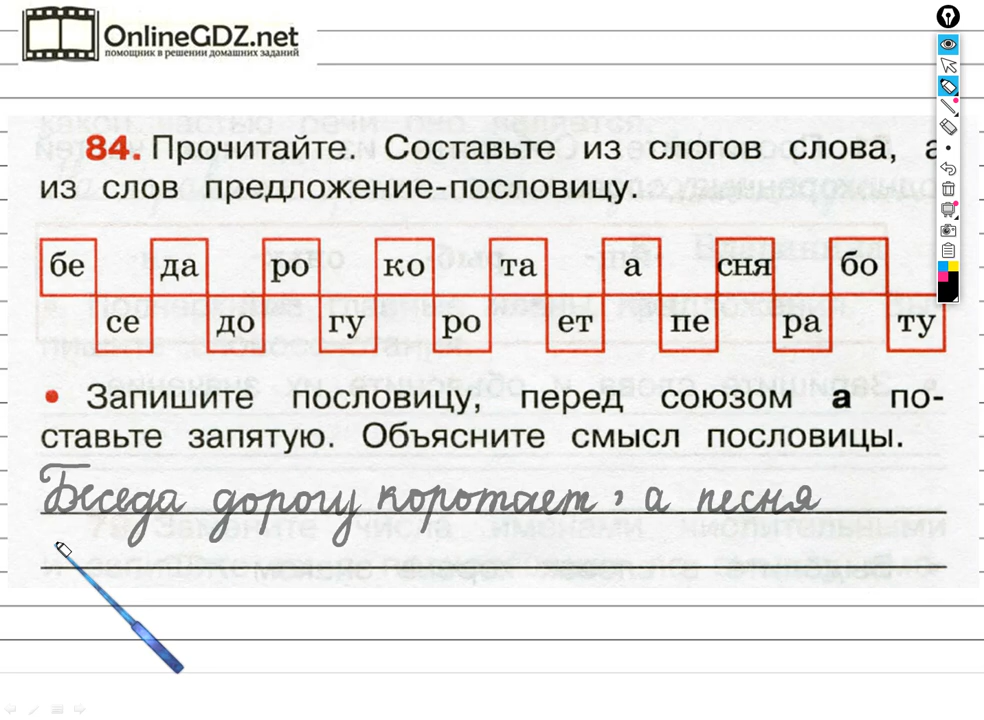 OnlineGDZ.net
помощник в решении домашних заданий
84. Прочитайте. Составьте из слогов слова, а
из слов предложение-пословицу.
бе да ро ко та а сня бо
се до гу ро ет пе ра ту
• Запишите пословицу, перед союзом а по-
ставьте запятую. Объясните смысл пословицы.
Беседа дорогу коротает, а песня